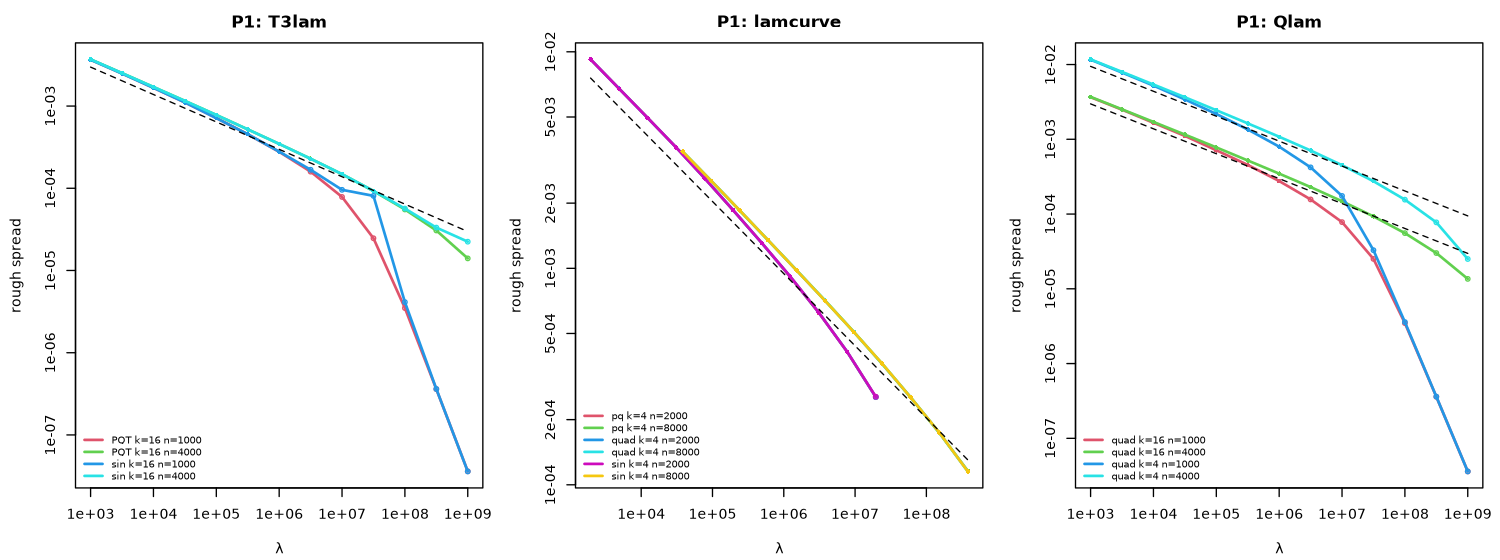 P1: T3lam
rough spread
1e-03
1e-04
1e-05
1e-06
1e-07
POT k=16 n=1000
POT k=16 n=4000
sin k=16 n=1000
sin k=16 n=4000
1e+03 1e+04 1e+05 1e+06 1e+07 1e+08 1e+09
λ
P1: lamcurve
rough spread
1e-02
5e-03
2e-03
1e-03
5e-04
2e-04
1e-04
pq k=4 n=2000
pq k=4 n=8000
quad k=4 n=2000
quad k=4 n=8000
sin k=4 n=2000
sin k=4 n=8000
1e+04 1e+05 1e+06 1e+07 1e+08
λ
P1: Qlam
rough spread
1e-02
1e-03
1e-04
1e-05
1e-06
1e-07
quad k=16 n=1000
quad k=16 n=4000
quad k=4 n=1000
quad k=4 n=4000
1e+03 1e+04 1e+05 1e+06 1e+07 1e+08 1e+09
λ